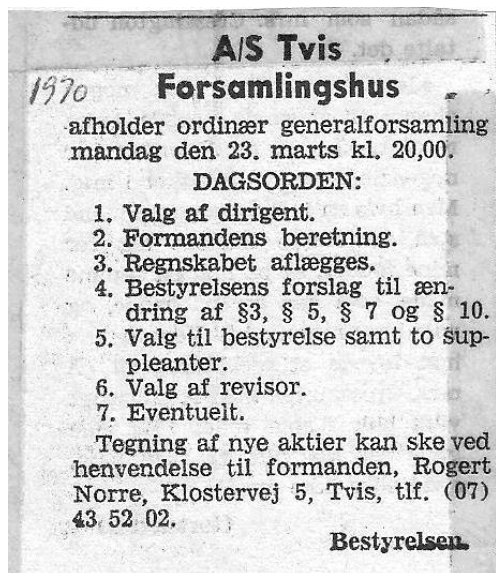 A/S Tvis
1970
Forsamlingshus
afholder ordinær generalforsamling
mandag den 23. marts kl. 20,00.
DAGSORDEN:
1. Valg af dirigent.
2. Formandens beretning.
3. Regnskabet aflægges.
4. Bestyrelsens forslag til æn-
dring af §3, § 5, § 7 og § 10.
5. Valg til bestyrelse samt to sup-
pleanter.
6. Valg af revisor.
7. Eventuelt.
Tegning af nye aktier kan ske ved
henvendelse til formanden, Rogert
Norre, Klostervej 5, Tvis, tlf. (07)
43 52 02.
Bestyrelsen.